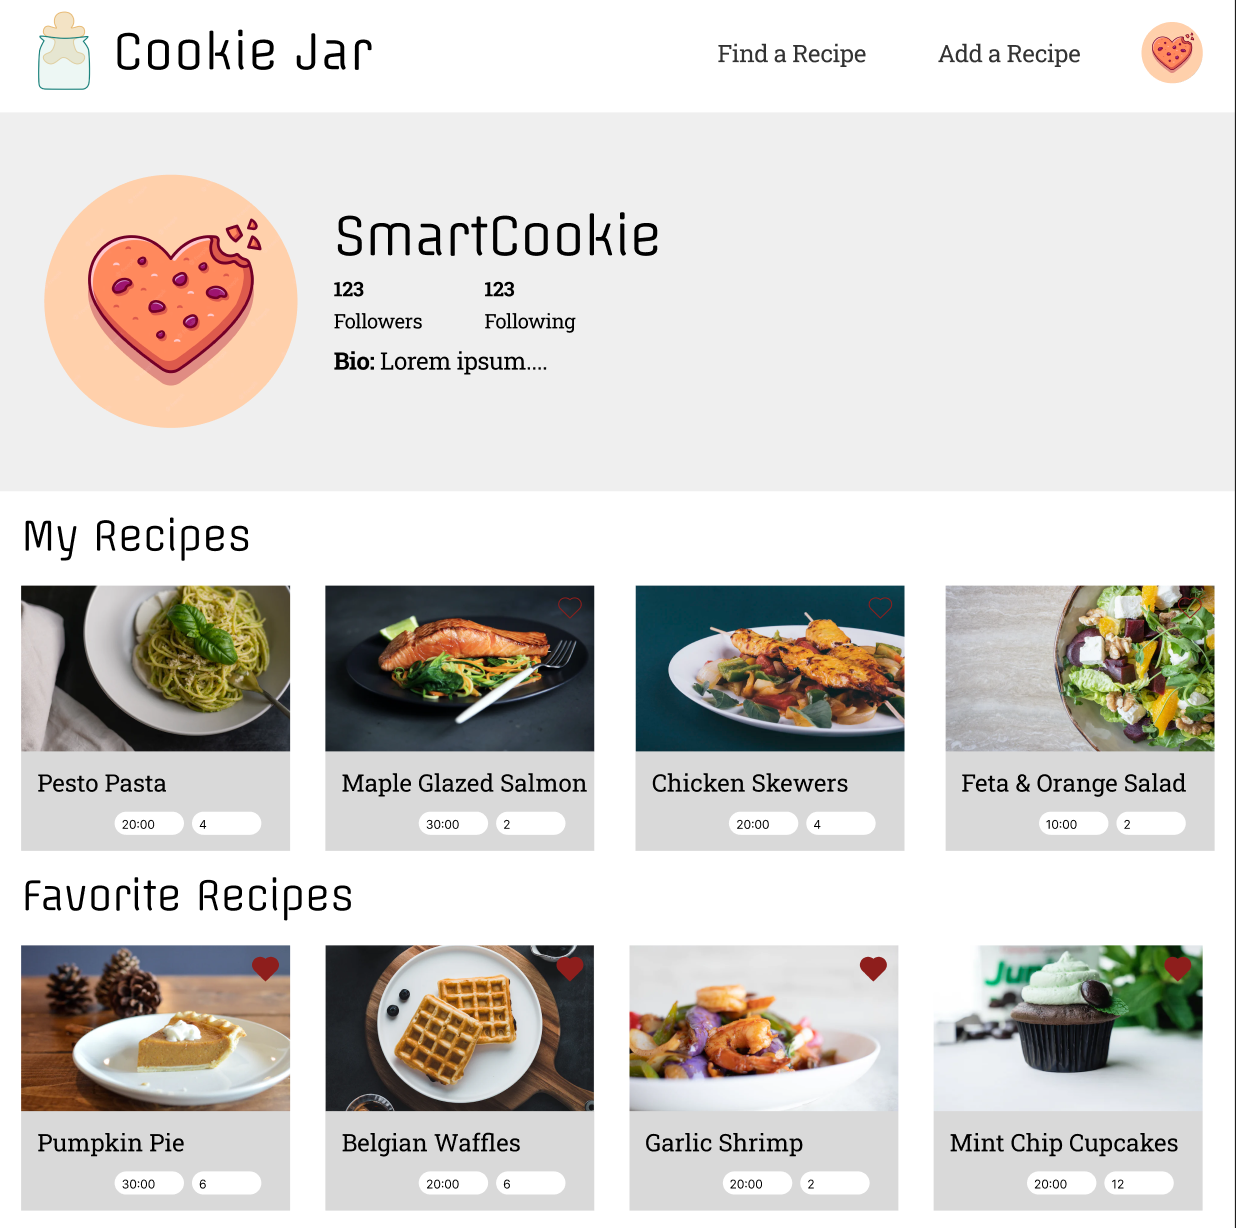 Cookie Jar
Find a Recipe
Add a Recipe
SmartCookie
123
123
Followers
Following
Bio: Lorem ipsum....
My Recipes
Pesto Pasta
20:00
4
Maple Glazed Salmon
30:00
2
Chicken Skewers
20:00
4
Feta & Orange Salad
10:00
2
Favorite Recipes
Pumpkin Pie
30:00
6
Belgian Waffles
20:00
6
Garlic Shrimp
20:00
2
Mint Chip Cupcakes
20:00
12